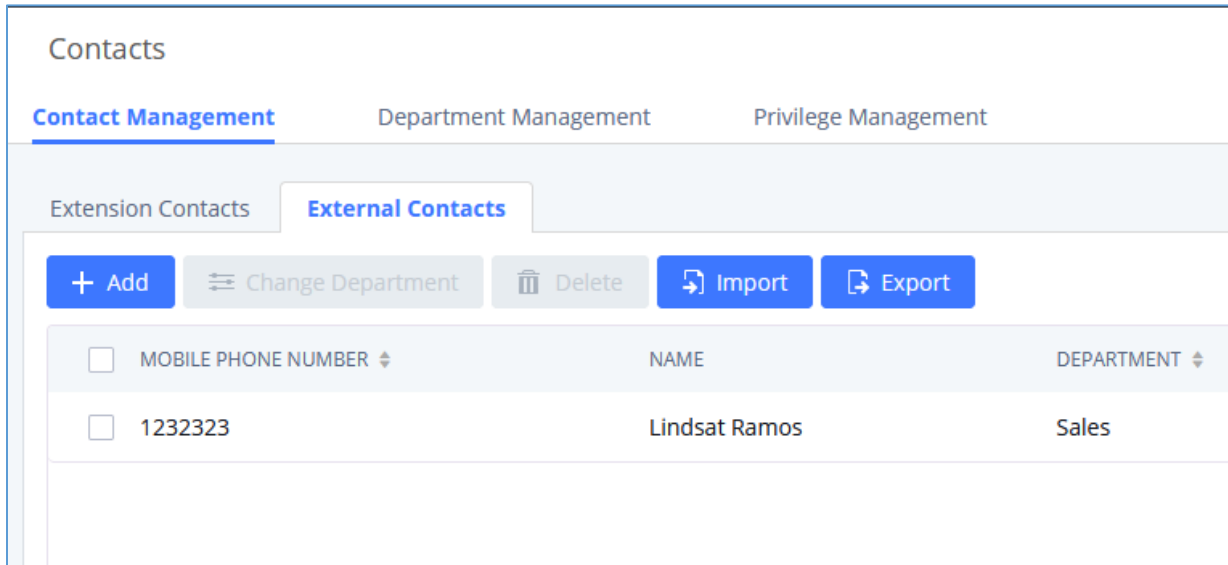 Contacts
Contact Management Department Management Privilege Management
Extension Contacts External Contacts
Add Change Department Delete Import Export
MOBILE PHONE NUMBER NAME DEPARTMENT
1232323 Lindsat Ramos Sales